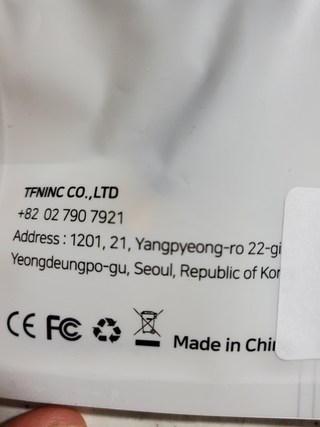 TFNINC CO.,LTD
+82 02 790 7921
Address : 1201, 21, Yangpyeong-ro 22-gi
Yeongdeungpo-gu, Seoul, Republic of Kor
CE FC
Made in Chin